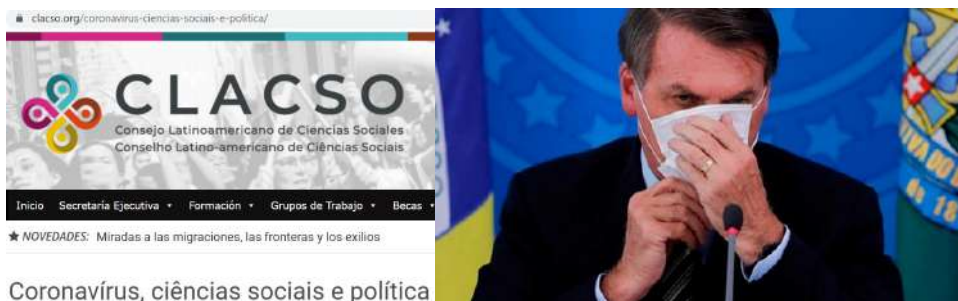 clacso.org/coronavirus-ciencias-sociais-e-politica/
CLACSO
Consejo Latinoamericano de Ciencias Sociales
Conselho Latino-americano de Ciências Sociais
Inicio Secretaría Ejecutiva Formación Grupos de Trabajo Becas
NOVEDADES: Miradas a las migraciones, las fronteras y los exilios
Coronavírus, ciências sociais e política